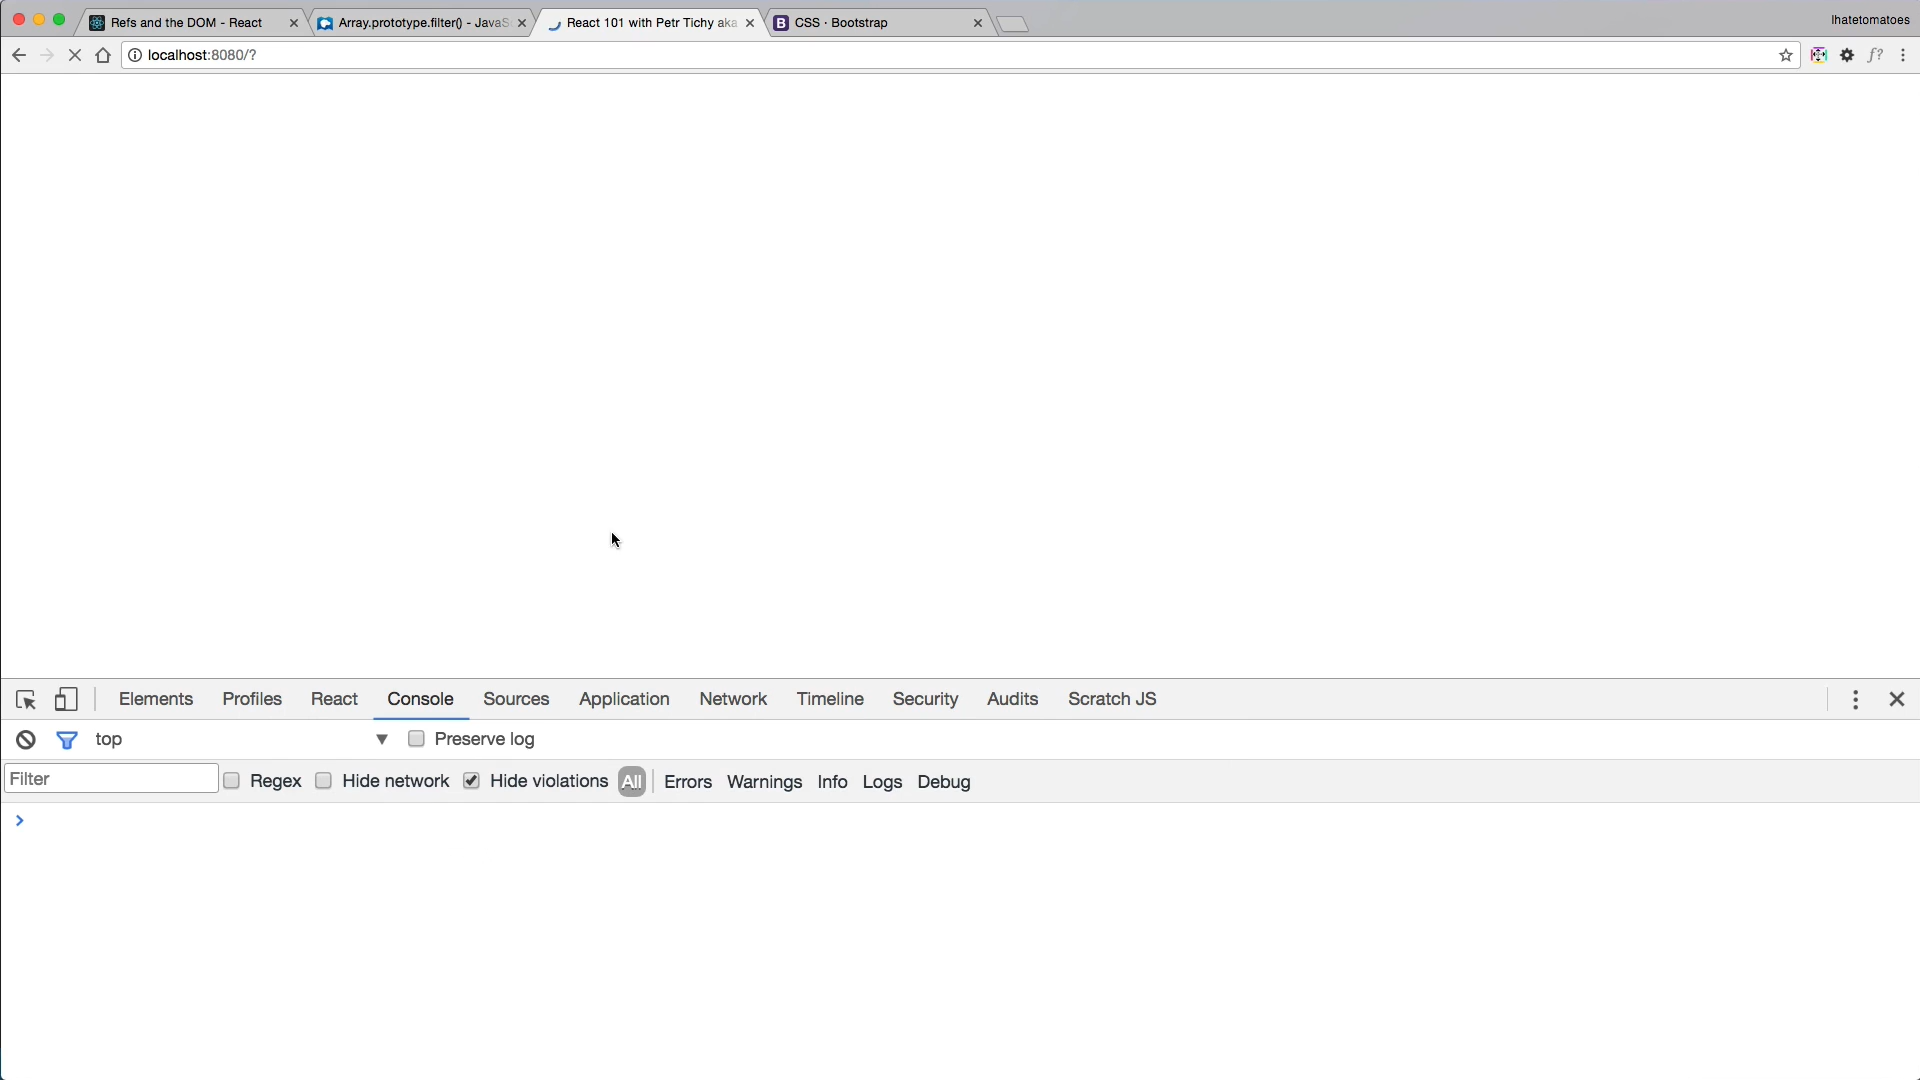 Refs and the DOM - React
Array.prototype.filter() - JavaSc
React 101 with Petr Tichy aka
CSS · Bootstrap
Ihatetomatoes
localhost:8080/?
f?
Elements Profiles React Console Sources Application Network Timeline Security Audits Scratch JS
top Preserve log
Filter Regex Hide network Hide violations All Errors Warnings Info Logs Debug